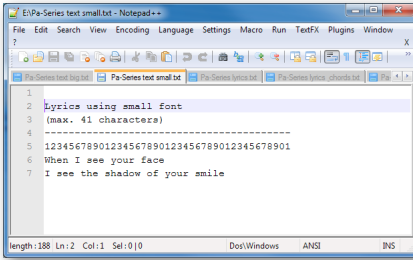 E:\Pa-Series text small.txt - Notepad++
File Edit Search View Encoding Language Settings Macro Run TextFX Plugins Window
? X
Pa-Series text big.txt Pa-Series text small.txt Pa-Series lyrics.txt Pa-Series lyrics_chords.txt Pa
1
2 Lyrics using small font
3 (max. 41 characters)
4 -----------------------------------------
5 12345678901234567890123456789012345678901
6 When I see your face
7 I see the shadow of your smile
length:188 Ln:2 Col:1 Sel:0|0 Dos\Windows ANSI INS